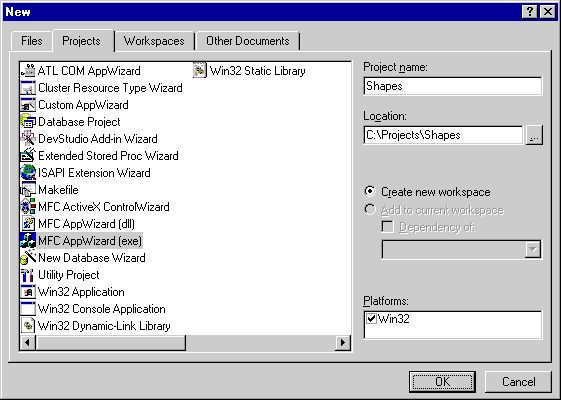 New
Files
Projects
Workspaces
Other Documents
ATL COM AppWizard
Cluster Resource Type Wizard
Custom AppWizard
Database Project
DevStudio Add-in Wizard
Extended Stored Proc Wizard
ISAPI Extension Wizard
Makefile
MFC ActiveX ControlWizard
MFC AppWizard (dll)
MFC AppWizard (exe)
New Database Wizard
Utility Project
Win32 Application
Win32 Console Application
Win32 Dynamic-Link Library
Win32 Static Library
Project name:
Shapes
Location:
C:\Projects\Shapes
...
Create new workspace
Add to current workspace
Dependency of:
Platforms:
Win32
OK
Cancel